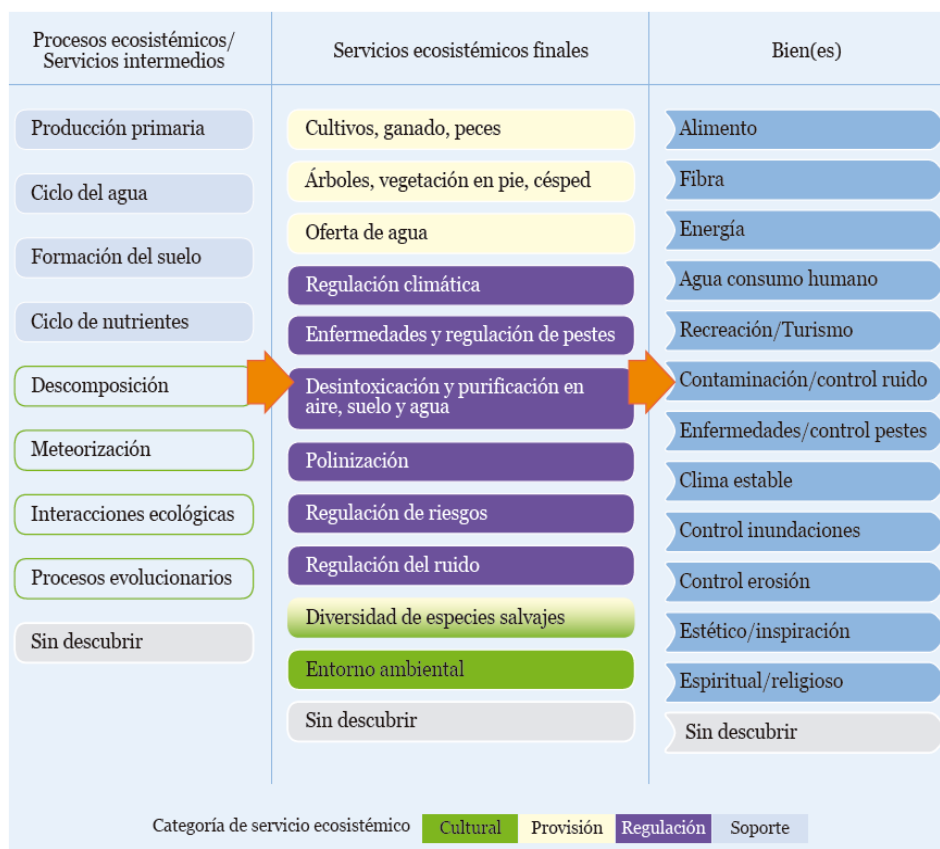 Procesos ecosistémicos/
Servicios intermedios
Servicios ecosistémicos finales
Bien(es)
Producción primaria
Ciclo del agua
Formación del suelo
Ciclo de nutrientes
Descomposición
Meteorización
Interacciones ecológicas
Procesos evolucionarios
Sin descubrir
Cultivos, ganado, peces
Árboles, vegetación en pie, césped
Oferta de agua
Regulación climática
Enfermedades y regulación de pestes
Desintoxicación y purificación en
aire, suelo y agua
Polinización
Regulación de riesgos
Regulación del ruido
Diversidad de especies salvajes
Entorno ambiental
Sin descubrir
Alimento
Fibra
Energía
Agua consumo humano
Recreación/Turismo
Contaminación/control ruido
Enfermedades/control pestes
Clima estable
Control inundaciones
Control erosión
Estético/inspiración
Espiritual/religioso
Sin descubrir
Categoría de servicio ecosistémico Cultural Provisión Regulación Soporte